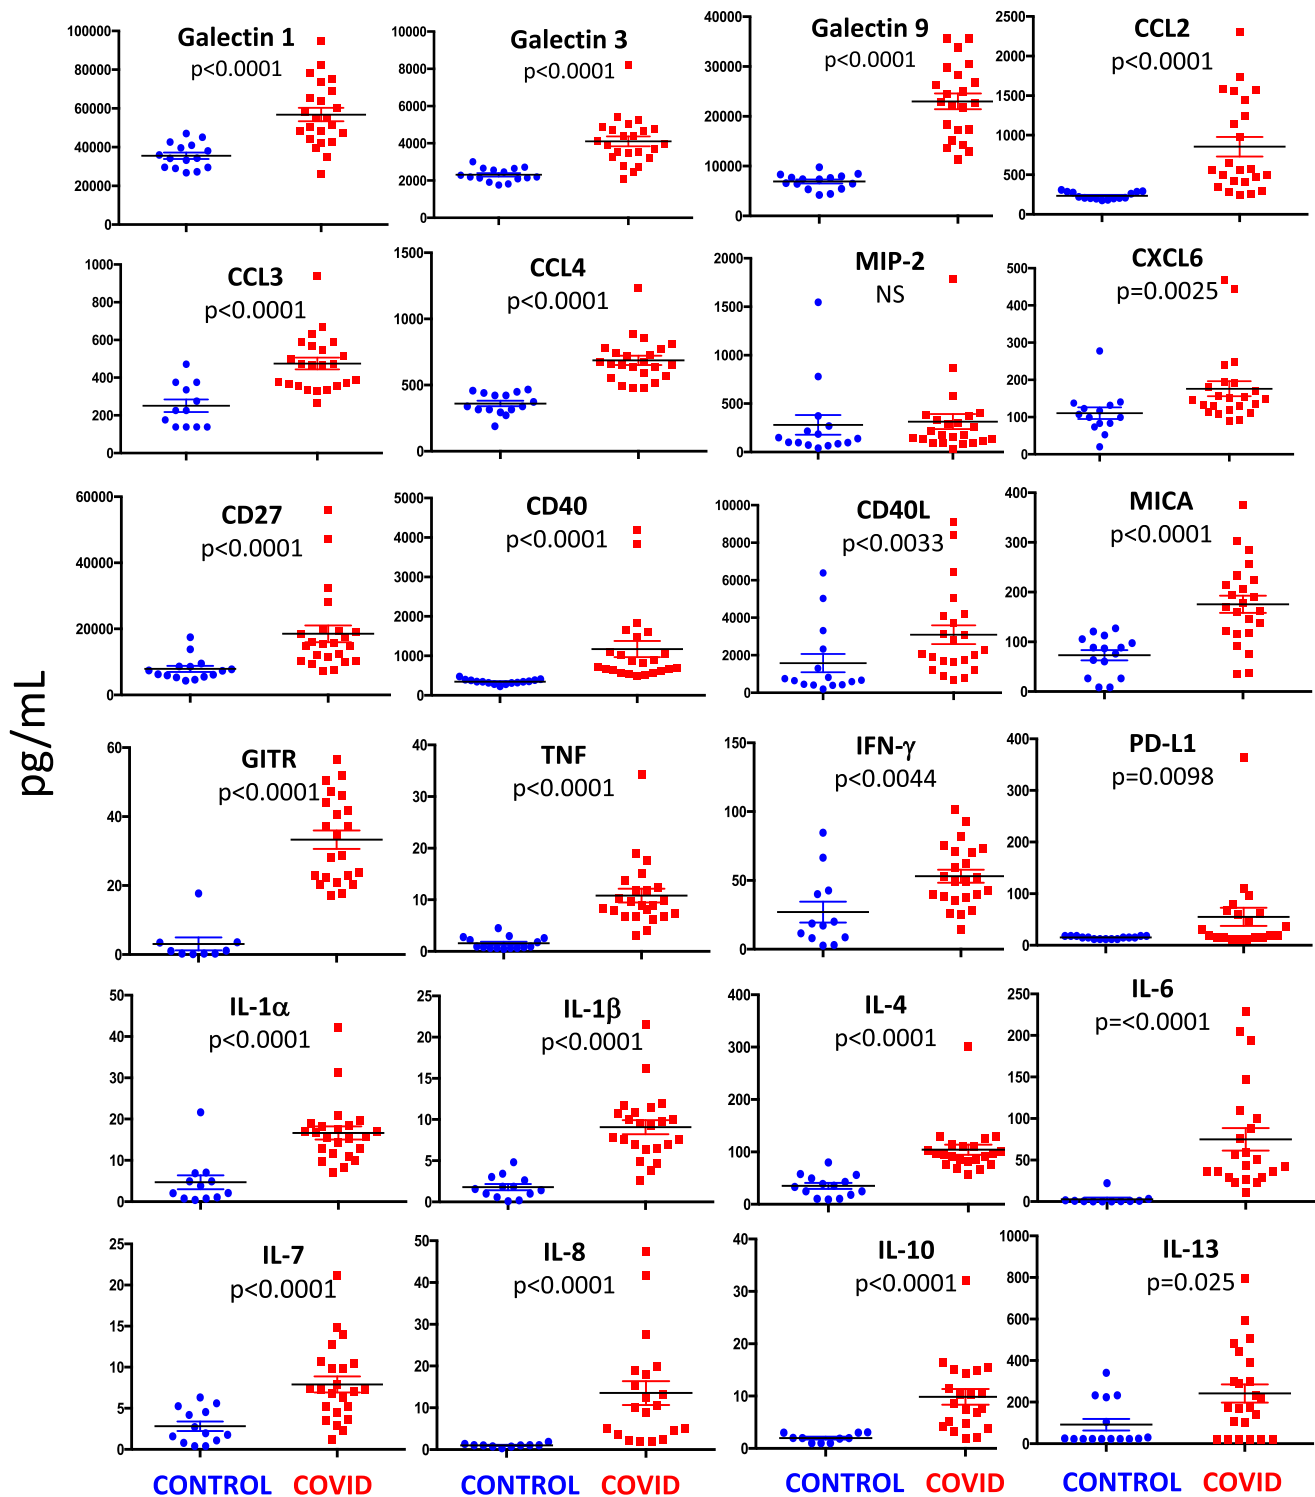 pg/mL
Galectin 1
p<0.0001
100000
80000
60000
40000
20000
0
Galectin 3
p<0.0001
10000
8000
6000
4000
2000
0
Galectin 9
p<0.0001
40000
30000
20000
10000
0
CCL2
p<0.0001
2500
2000
1500
1000
500
0
CCL3
p<0.0001
1000
800
600
400
200
0
CCL4
p<0.0001
1500
1000
500
0
MIP-2
NS
2000
1500
1000
500
0
CXCL6
p=0.0025
500
400
300
200
100
0
CD27
p<0.0001
60000
40000
20000
0
CD40
p<0.0001
5000
4000
3000
2000
1000
0
CD40L
p<0.0033
10000
8000
6000
4000
2000
0
MICA
p<0.0001
400
300
200
100
0
GITR
p<0.0001
60
40
20
0
TNF
p<0.0001
40
30
20
10
0
IFN-γ
p<0.0044
150
100
50
0
PD-L1
p=0.0098
400
300
200
100
0
IL-1α
p<0.0001
50
40
30
20
10
0
IL-1β
p<0.0001
25
20
15
10
5
0
IL-4
p<0.0001
400
300
200
100
0
IL-6
p=<0.0001
250
200
150
100
50
0
IL-7
p<0.0001
25
20
15
10
5
0
IL-8
p<0.0001
50
40
30
20
10
0
IL-10
p<0.0001
40
30
20
10
0
IL-13
p=0.025
1000
800
600
400
200
0
CONTROL COVID
CONTROL COVID
CONTROL COVID
CONTROL COVID